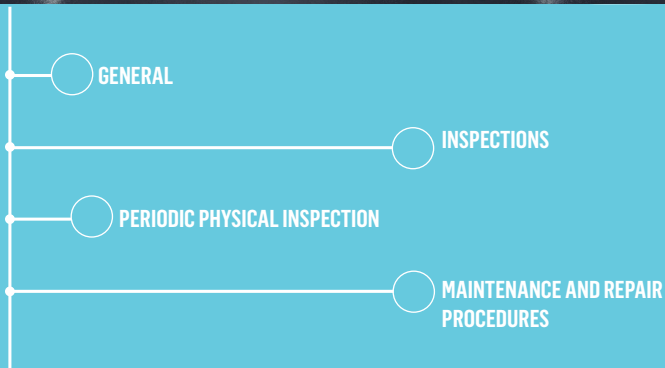 GENERAL
INSPECTIONS
PERIODIC PHYSICAL INSPECTION
MAINTENANCE AND REPAIR
PROCEDURES